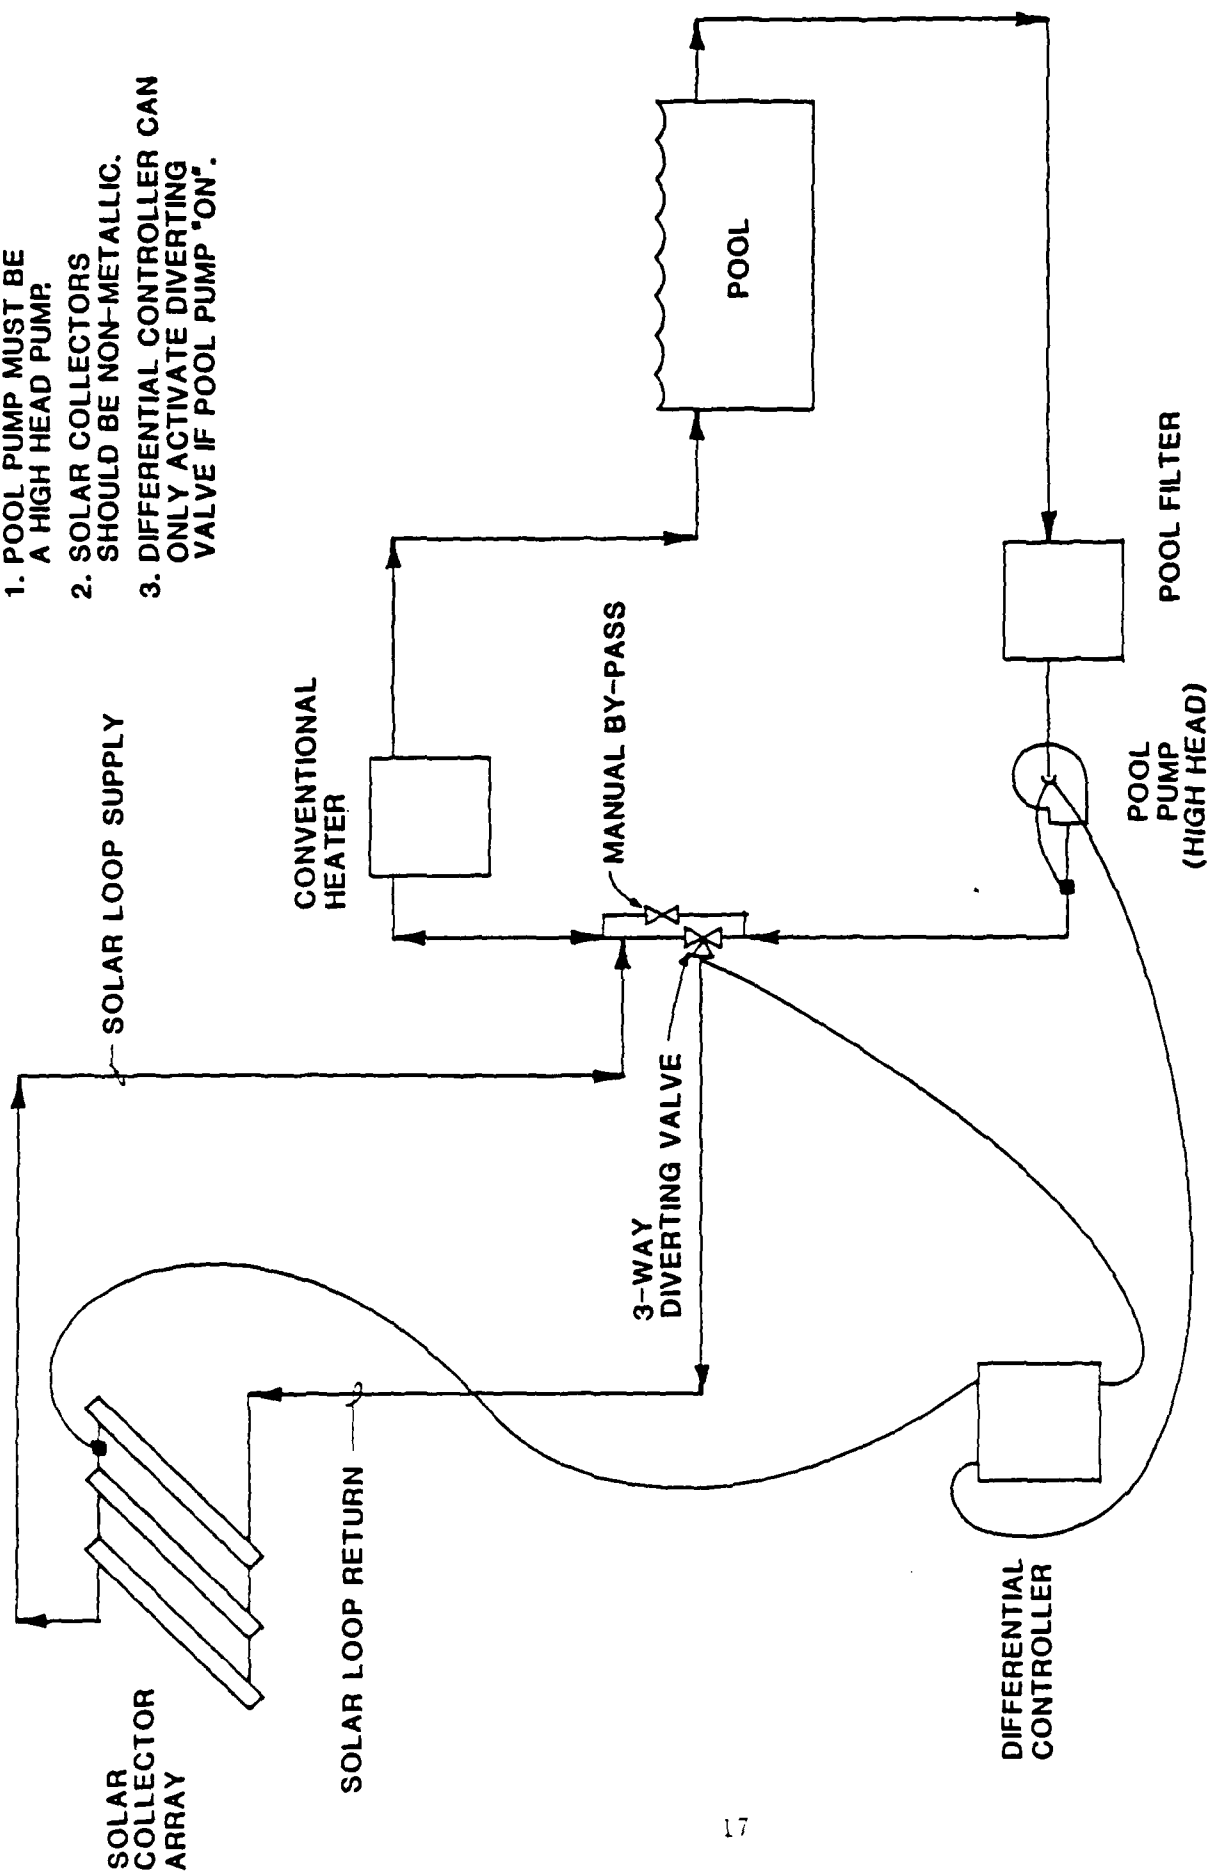 1. POOL PUMP MUST BE
A HIGH HEAD PUMP.
2. SOLAR COLLECTORS
SHOULD BE NON-METALLIC.
3. DIFFERENTIAL CONTROLLER CAN
ONLY ACTIVATE DIVERTING
VALVE IF POOL PUMP "ON".
SOLAR
COLLECTOR
ARRAY
SOLAR LOOP SUPPLY
SOLAR LOOP RETURN
CONVENTIONAL
HEATER
MANUAL BY-PASS
3-WAY
DIVERTING VALVE
POOL
DIFFERENTIAL
CONTROLLER
POOL
PUMP
(HIGH HEAD)
POOL FILTER
17